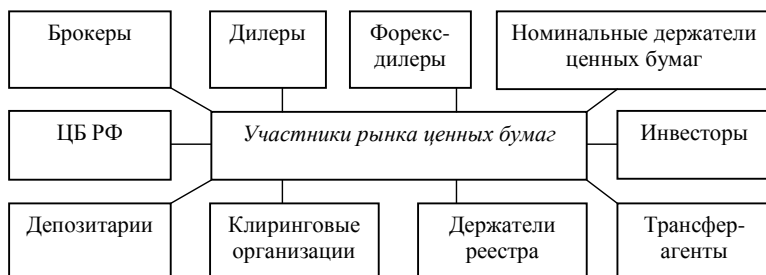 Брокеры
Дилеры
Форекс-
дилеры
Номинальные держатели
ценных бумаг
ЦБ РФ
Участники рынка ценных бумаг
Инвесторы
Депозитарии
Клиринговые
организации
Держатели
реестра
Трансфер-
агенты